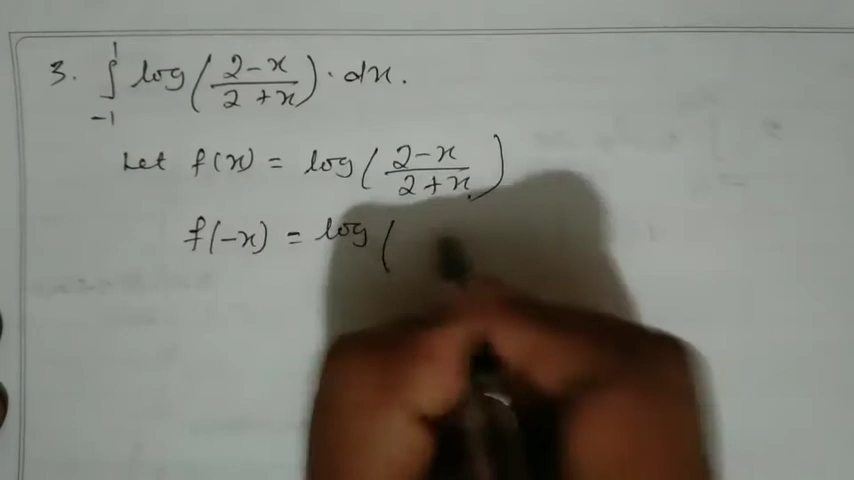 3. ∫₋₁¹ log(2-x/2+x)·dx.
Let f(x) = log(2-x/2+x)
f(-x) = log(